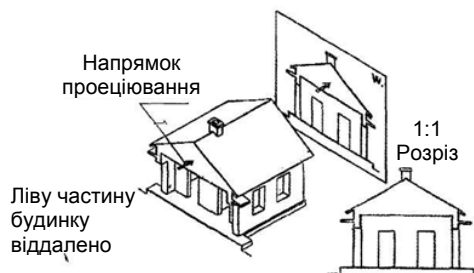 Напрямок
проеціювання
W.
1:1
Розріз
Ліву частину
будинку
віддалено